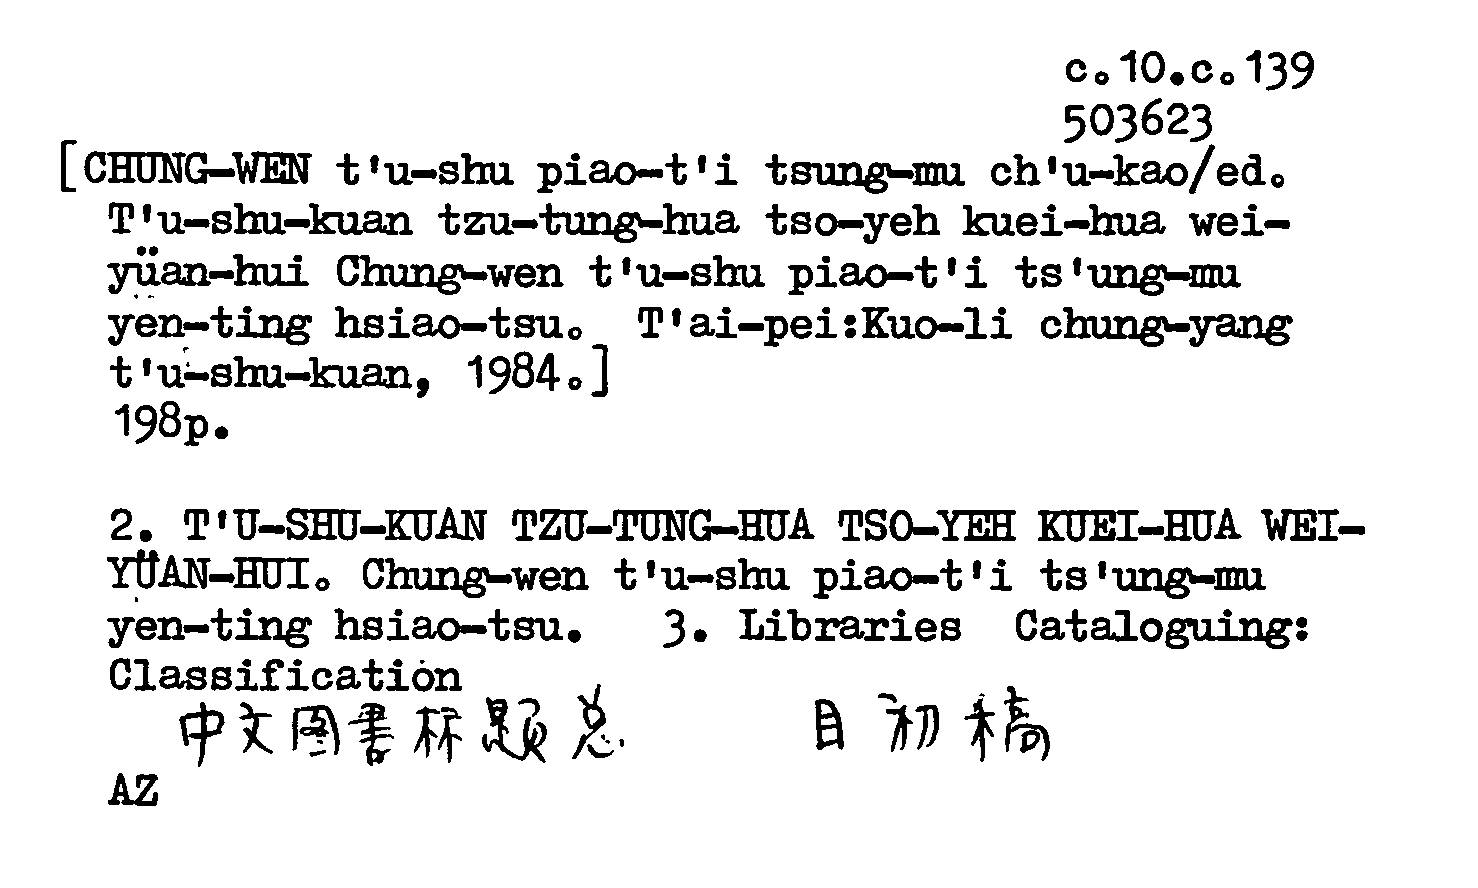 c.10.c.139
503623
[CHUNG-WEN t'u-shu piao-t'i tsung-mu ch'u-kao/ed.
T'u-shu-kuan tzu-tung-hua tso-yeh kuei-hua wei-
yüan-hui Chung-wen t'u-shu piao-t'i ts'ung-mu
yen-ting hsiao-tsu. T'ai-pei:Kuo-li chung-yang
t'u-shu-kuan, 1984.]
198p.
2. T'U-SHU-KUAN TZU-TUNG-HUA TSO-YEH KUEI-HUA WEI-
YÜAN-HUI. Chung-wen t'u-shu piao-t'i ts'ung-mu
yen-ting hsiao-tsu. 3. Libraries Cataloguing:
Classification
中文圖書标題总 目初稿
AZ